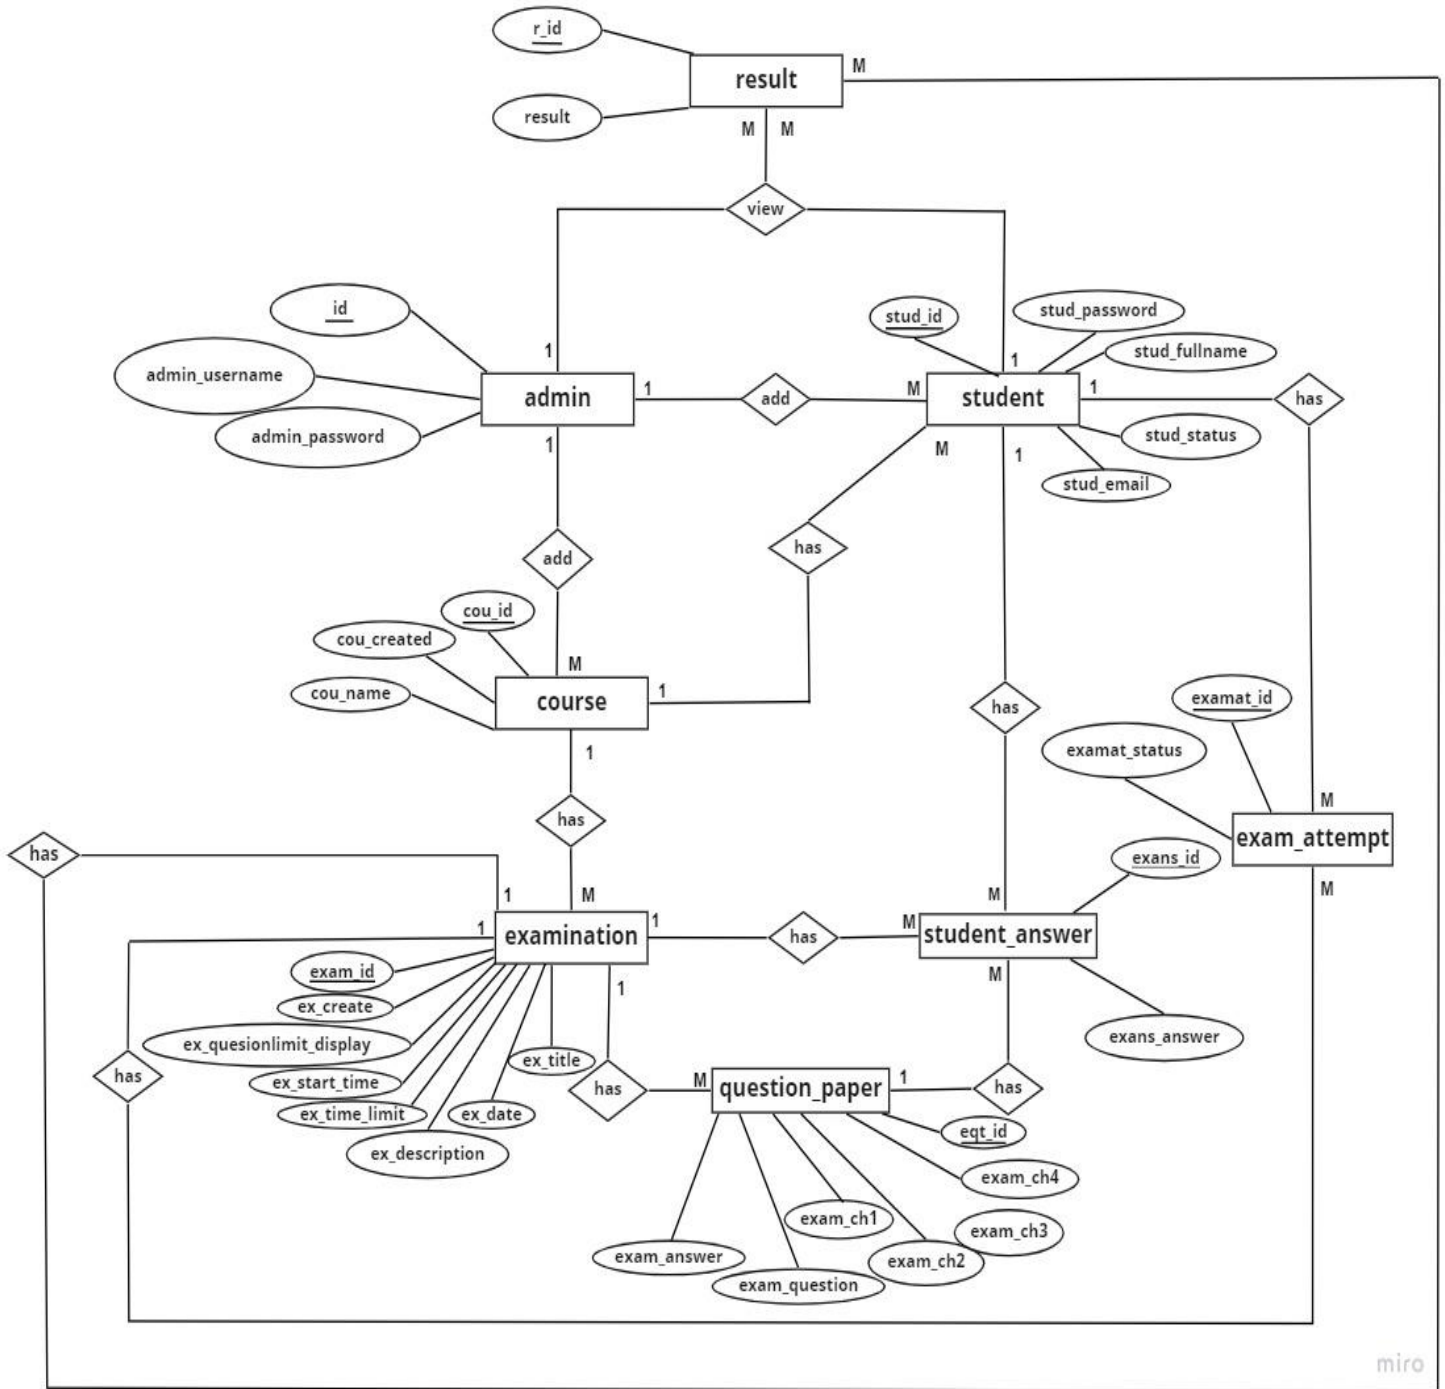 r_id
result
M
result
M M
view
id
stud_id
stud_password
stud_fullname
admin_username
1
1
admin
1
add
M
student
1
has
admin_password
stud_status
1
M
1
stud_email
has
add
cou_id
cou_created
M
cou_name
course
1
has
examat_id
examat_status
1
has
M
exam_attempt
has
exans_id
1
M
M
M
1
examination
1
has
M
student_answer
exam_id
M
1
ex_create
ex_quesionlimit_display
exans_answer
ex_title
has
ex_start_time
has
M
question_paper
1
has
ex_time_limit
ex_date
eqt_id
ex_description
exam_ch4
exam_ch1
exam_ch3
exam_answer
exam_ch2
exam_question
miro